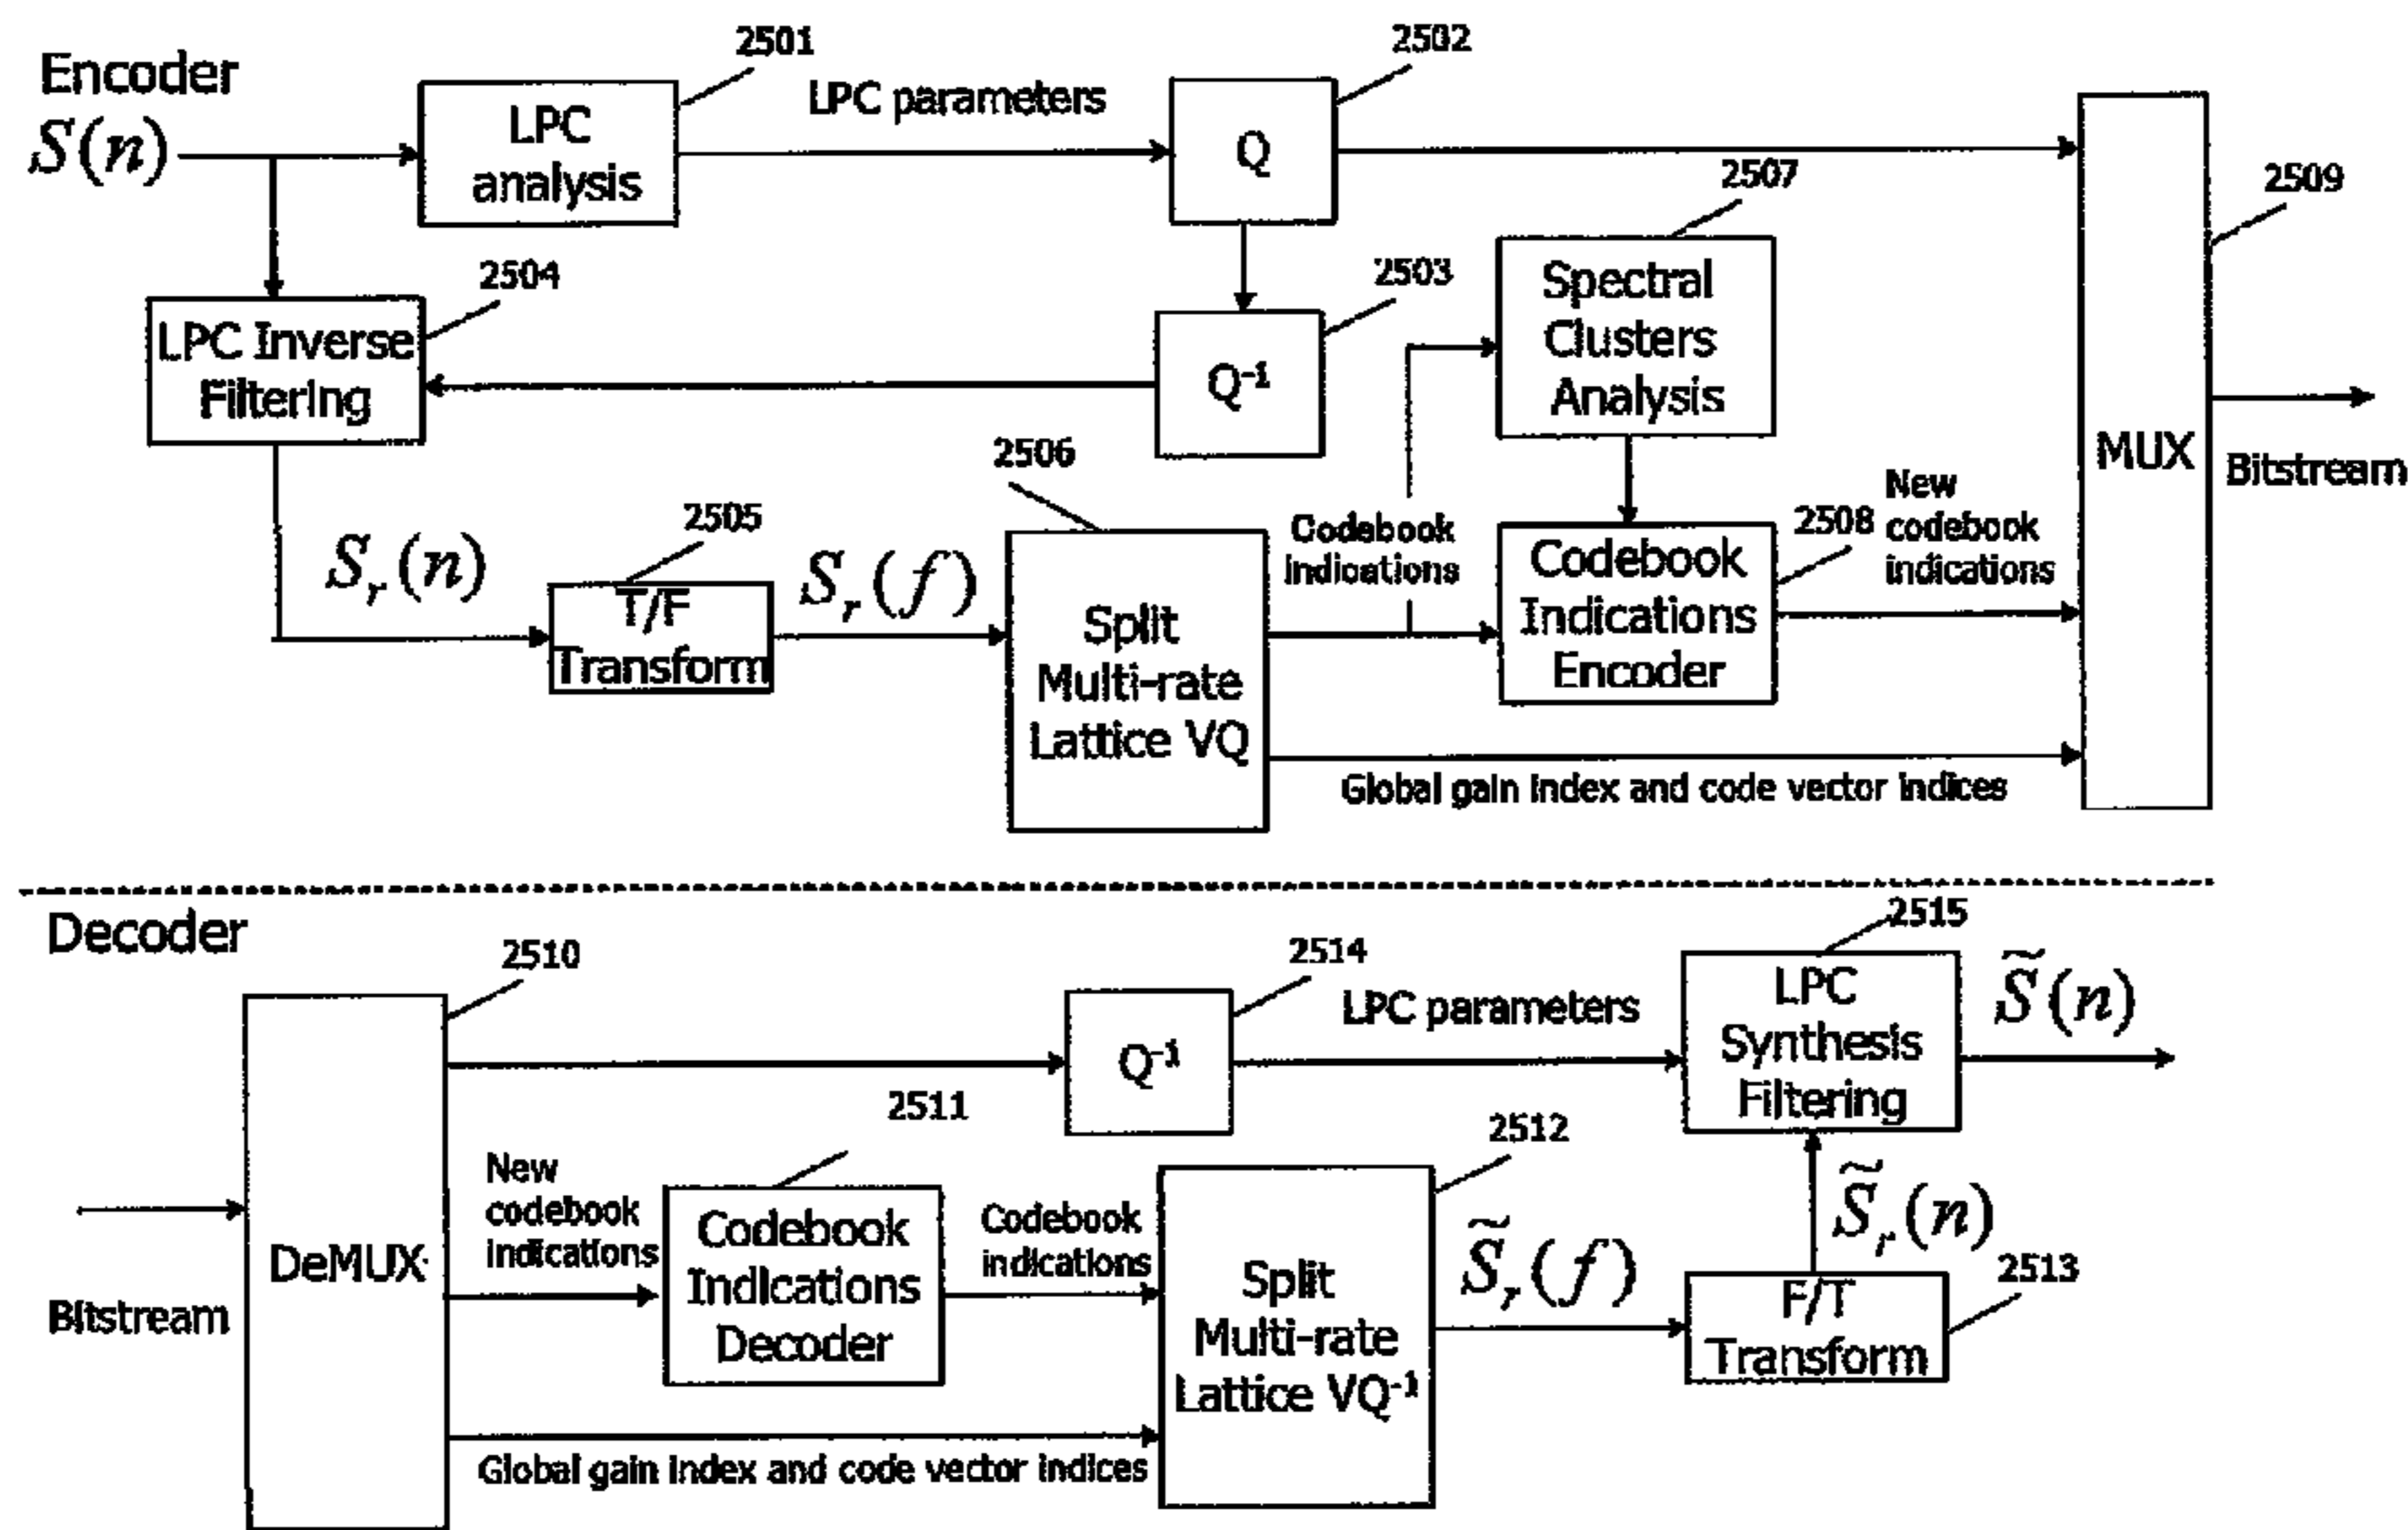 Encoder
S(n)
2501
LPC
analysis
LPC parameters
2502
Q
2503
Q⁻¹
2504
LPC Inverse
Filtering
Sᵣ(n)
2505
T/F
Transform
Sᵣ(f)
2506
Split
Multi-rate
Lattice VQ
Codebook
indications
2507
Spectral
Clusters
Analysis
2508
Codebook
Indications
Encoder
New
codebook
indications
Global gain index and code vector indices
2509
MUX
Bitstream
Decoder
2510
DeMUX
Bitstream
2514
Q⁻¹
LPC parameters
2515
LPC
Synthesis
Filtering
S̃(n)
2511
New
codebook
indications
Codebook
Indications
Decoder
Codebook
indications
Global gain index and code vector indices
2512
Split
Multi-rate
Lattice VQ⁻¹
S̃ᵣ(f)
2513
F/T
Transform
S̃ᵣ(n)